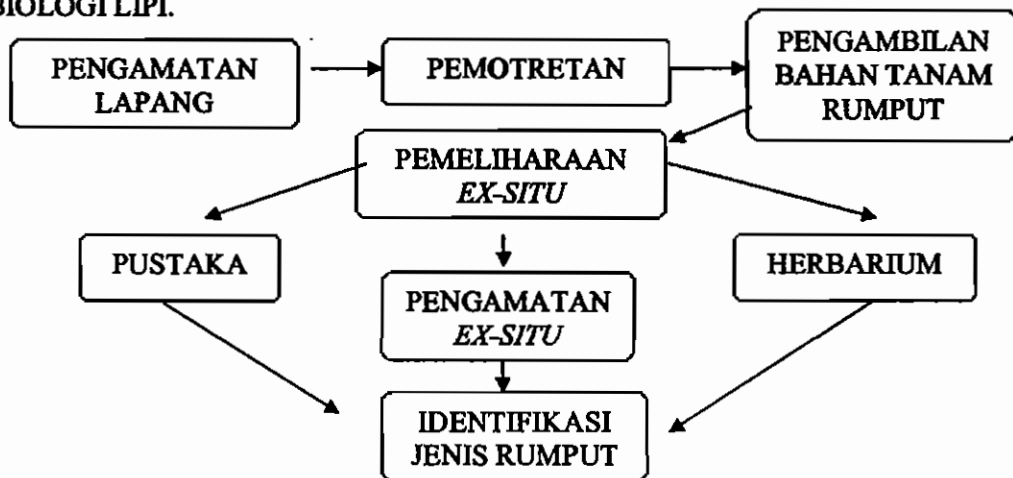 BIOLOGI LIPI.
PENGAMATAN
LAPANG
PEMOTRETAN
PENGAMBILAN
BAHAN TANAM
RUMPUT
PEMELIHARAAN
EX-SITU
PUSTAKA
PENGAMATAN
EX-SITU
HERBARIUM
IDENTIFIKASI
JENIS RUMPUT